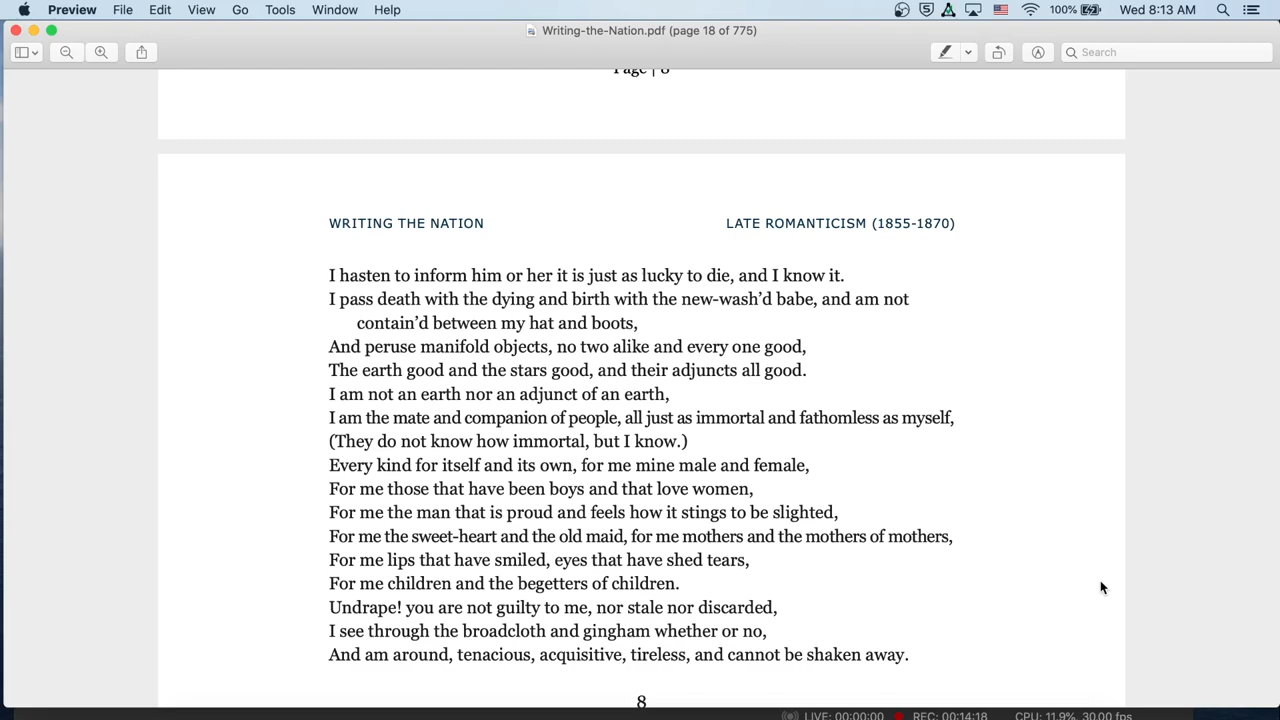 Preview File Edit View Go Tools Window Help 100% Wed 8:13 AM
Writing-the-Nation.pdf (page 18 of 775)
Search
Page | 8
WRITING THE NATION LATE ROMANTICISM (1855-1870)
I hasten to inform him or her it is just as lucky to die, and I know it.
I pass death with the dying and birth with the new-wash’d babe, and am not
contain’d between my hat and boots,
And peruse manifold objects, no two alike and every one good,
The earth good and the stars good, and their adjuncts all good.
I am not an earth nor an adjunct of an earth,
I am the mate and companion of people, all just as immortal and fathomless as myself,
(They do not know how immortal, but I know.)
Every kind for itself and its own, for me mine male and female,
For me those that have been boys and that love women,
For me the man that is proud and feels how it stings to be slighted,
For me the sweet-heart and the old maid, for me mothers and the mothers of mothers,
For me lips that have smiled, eyes that have shed tears,
For me children and the begetters of children.
Undrape! you are not guilty to me, nor stale nor discarded,
I see through the broadcloth and gingham whether or no,
And am around, tenacious, acquisitive, tireless, and cannot be shaken away.
8
LIVE: 00:00:00 REC: 00:14:18 CPU: 11.9%, 30.00 fps